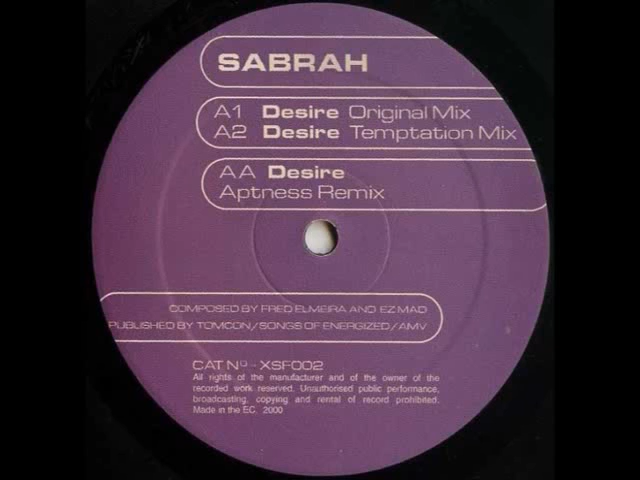 SABRAH
A1 Desire Original Mix
A2 Desire Temptation Mix
AA Desire
Aptness Remix
COMPOSED BY FRED ELMEIRA AND EZ MAD
PUBLISHED BY TOMCON/SONGS OF ENERGIZED/AMV
CAT Nº - XSF002
All rights of the manufacturer and of the owner of the
recorded work reserved. Unauthorised public performance,
broadcasting, copying and rental of record prohibited.
Made in the EC, 2000